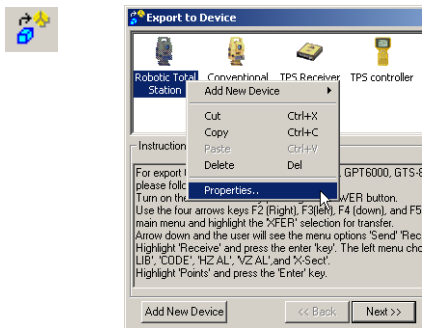 Export to Device
Robotic Total Station
Conventional
TPS Receiver
TPS controller
Add New Device
Cut Ctrl+X
Copy Ctrl+C
Paste Ctrl+V
Delete Del
Properties..
Instruction
For export GPT6000, GTS-8
please follo
Turn on the WER button.
Use the four arrows keys F2 (Right), F3(left), F4 (down), and F5
main menu and highlight the 'XFER' selection for transfer.
Arrow down and the user will see the menu options 'Send' 'Rec
Highlight 'Receive' and press the enter 'key'. The left menu cho
LIB', 'CODE', 'HZ AL', 'VZ AL',and 'X-Sect'.
Highlight 'Points' and press the 'Enter' key.
Add New Device
<< Back
Next >>